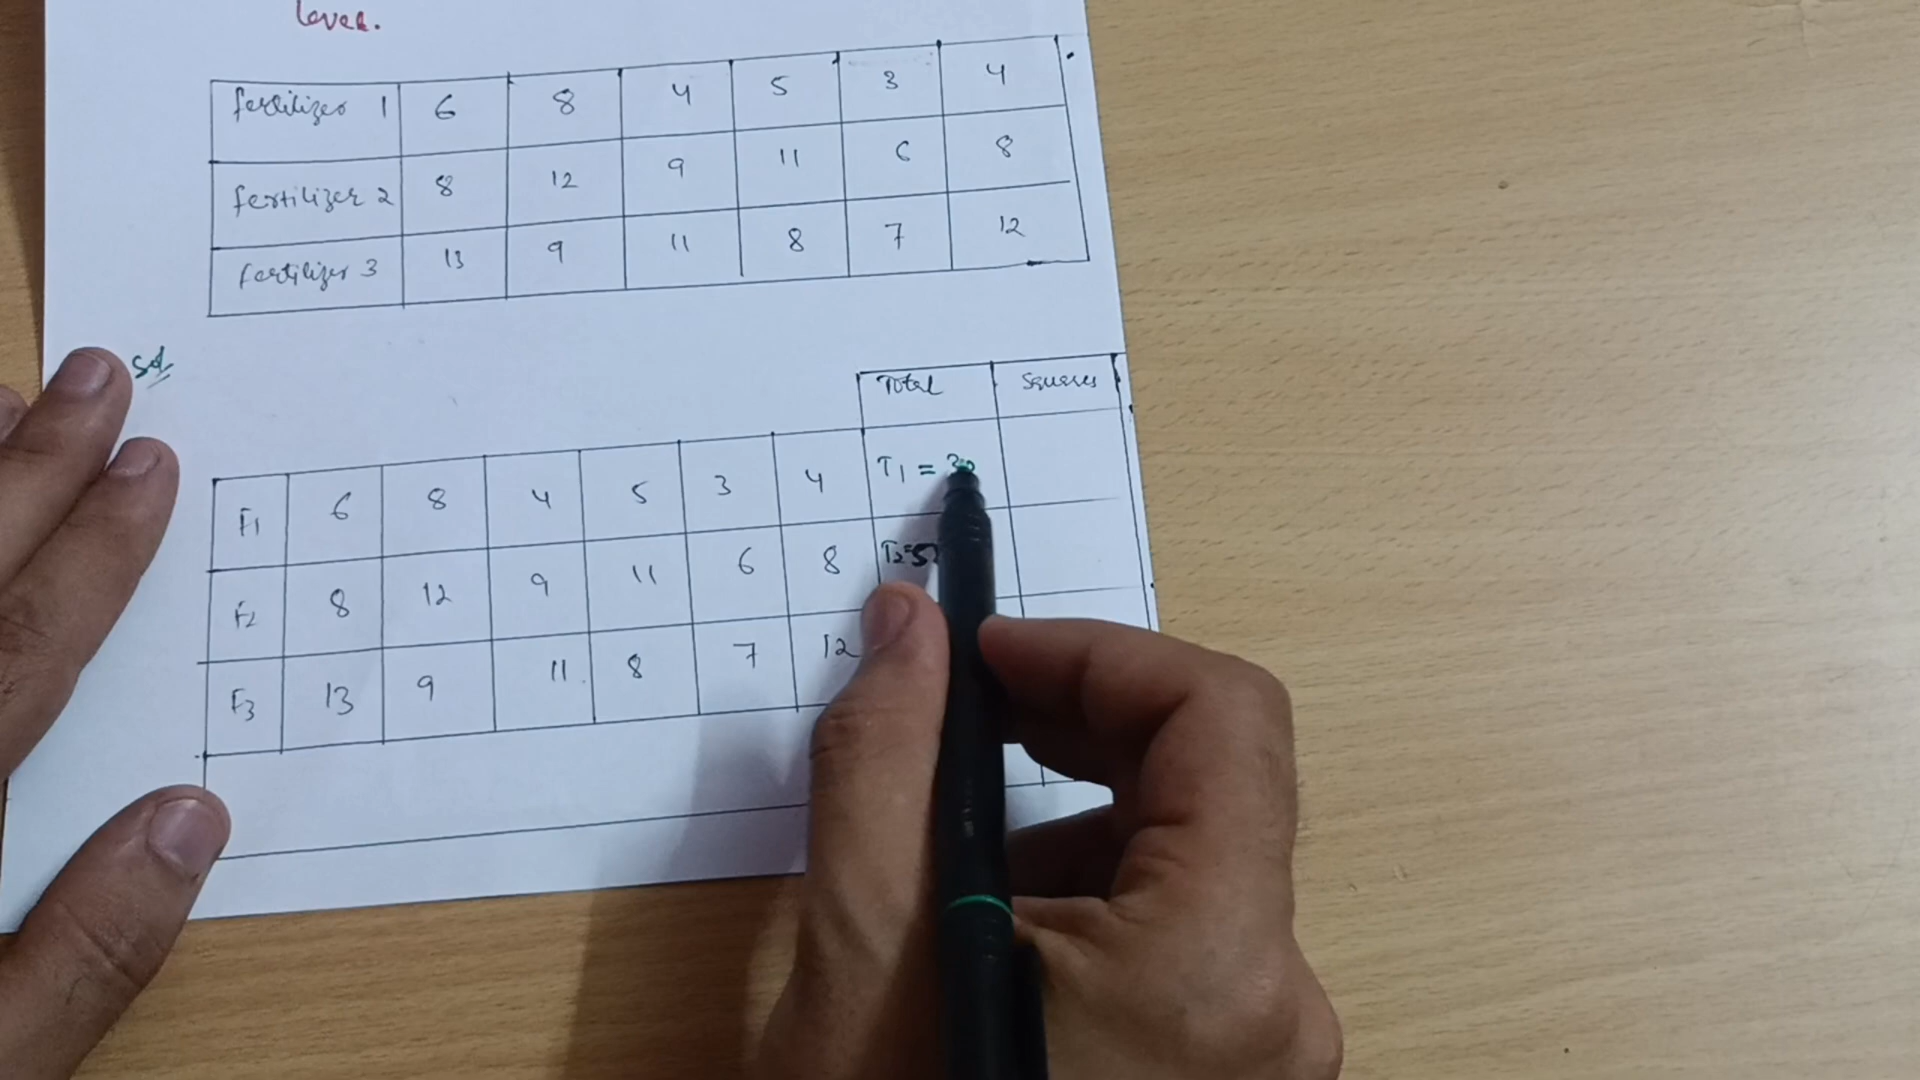 level.
fertilizer 1 6 8 4 5 3 4
fertilizer 2 8 12 9 11 6 8
fertilizer 3 13 9 11 8 7 12
Sol
Total Squares
F1 6 8 4 5 3 4 T1 = 30
F2 8 12 9 11 6 8 T2=
F3 13 9 11 8 7 12